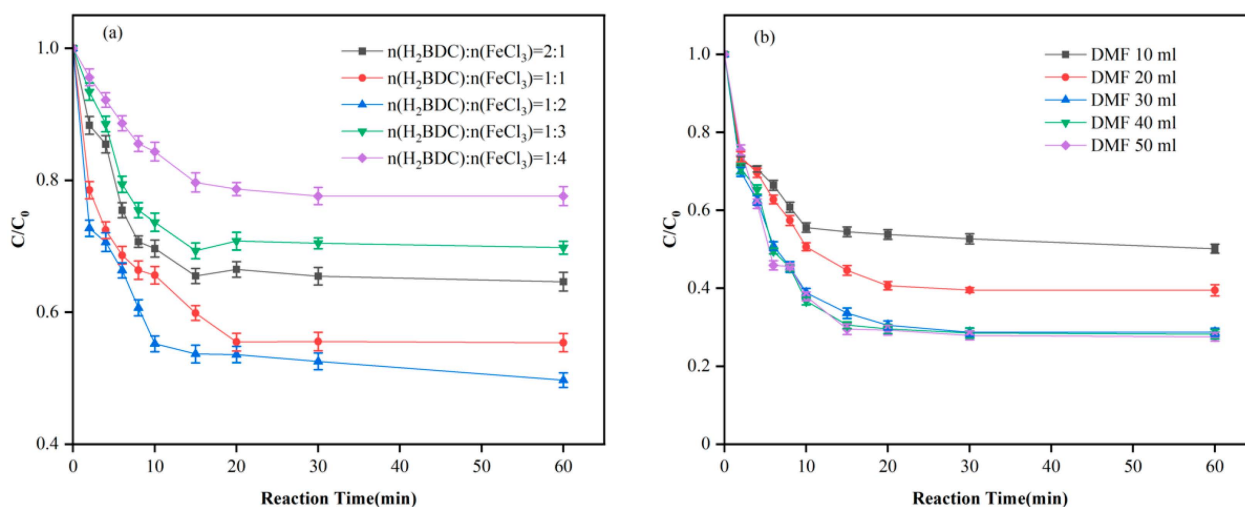 (a)
n(H₂BDC):n(FeCl₃)=2:1
n(H₂BDC):n(FeCl₃)=1:1
n(H₂BDC):n(FeCl₃)=1:2
n(H₂BDC):n(FeCl₃)=1:3
n(H₂BDC):n(FeCl₃)=1:4
1.0
0.8
0.6
0.4
C/C₀
0 10 20 30 40 50 60
Reaction Time(min)
(b)
DMF 10 ml
DMF 20 ml
DMF 30 ml
DMF 40 ml
DMF 50 ml
1.0
0.8
0.6
0.4
0.2
0
C/C₀
0 10 20 30 40 50 60
Reaction Time(min)